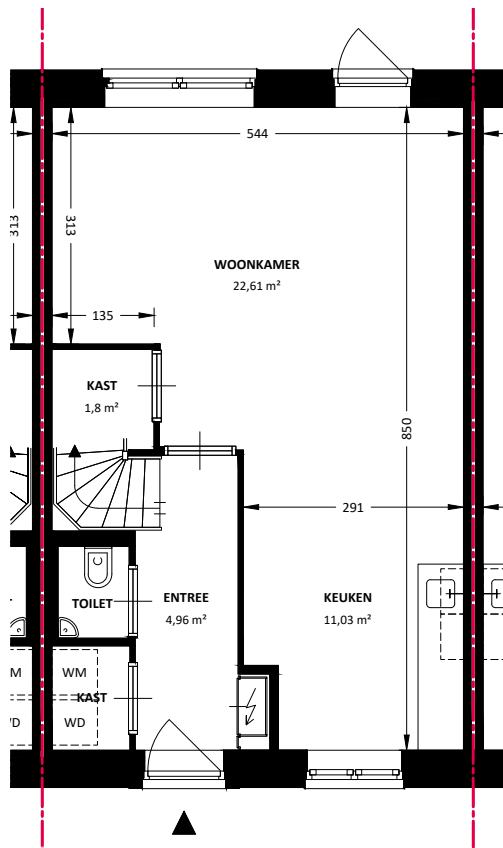 544
313
313
WOONKAMER
22,61 m²
135
KAST
1,8 m²
850
291
TOILET
ENTREE
4,96 m²
KEUKEN
11,03 m²
WM
KAST
WD